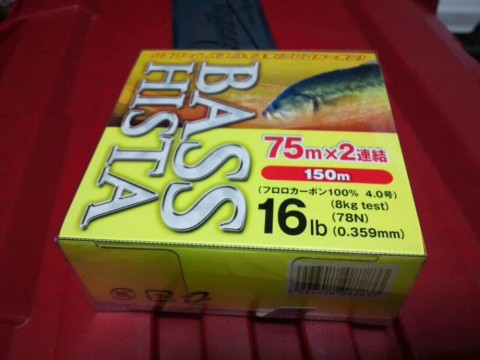 BASS
HISTA
75m×2連結
150m
(フロロカーボン100% 4.0号)
16lb
(8kg test)
(78N)
(0.359mm)